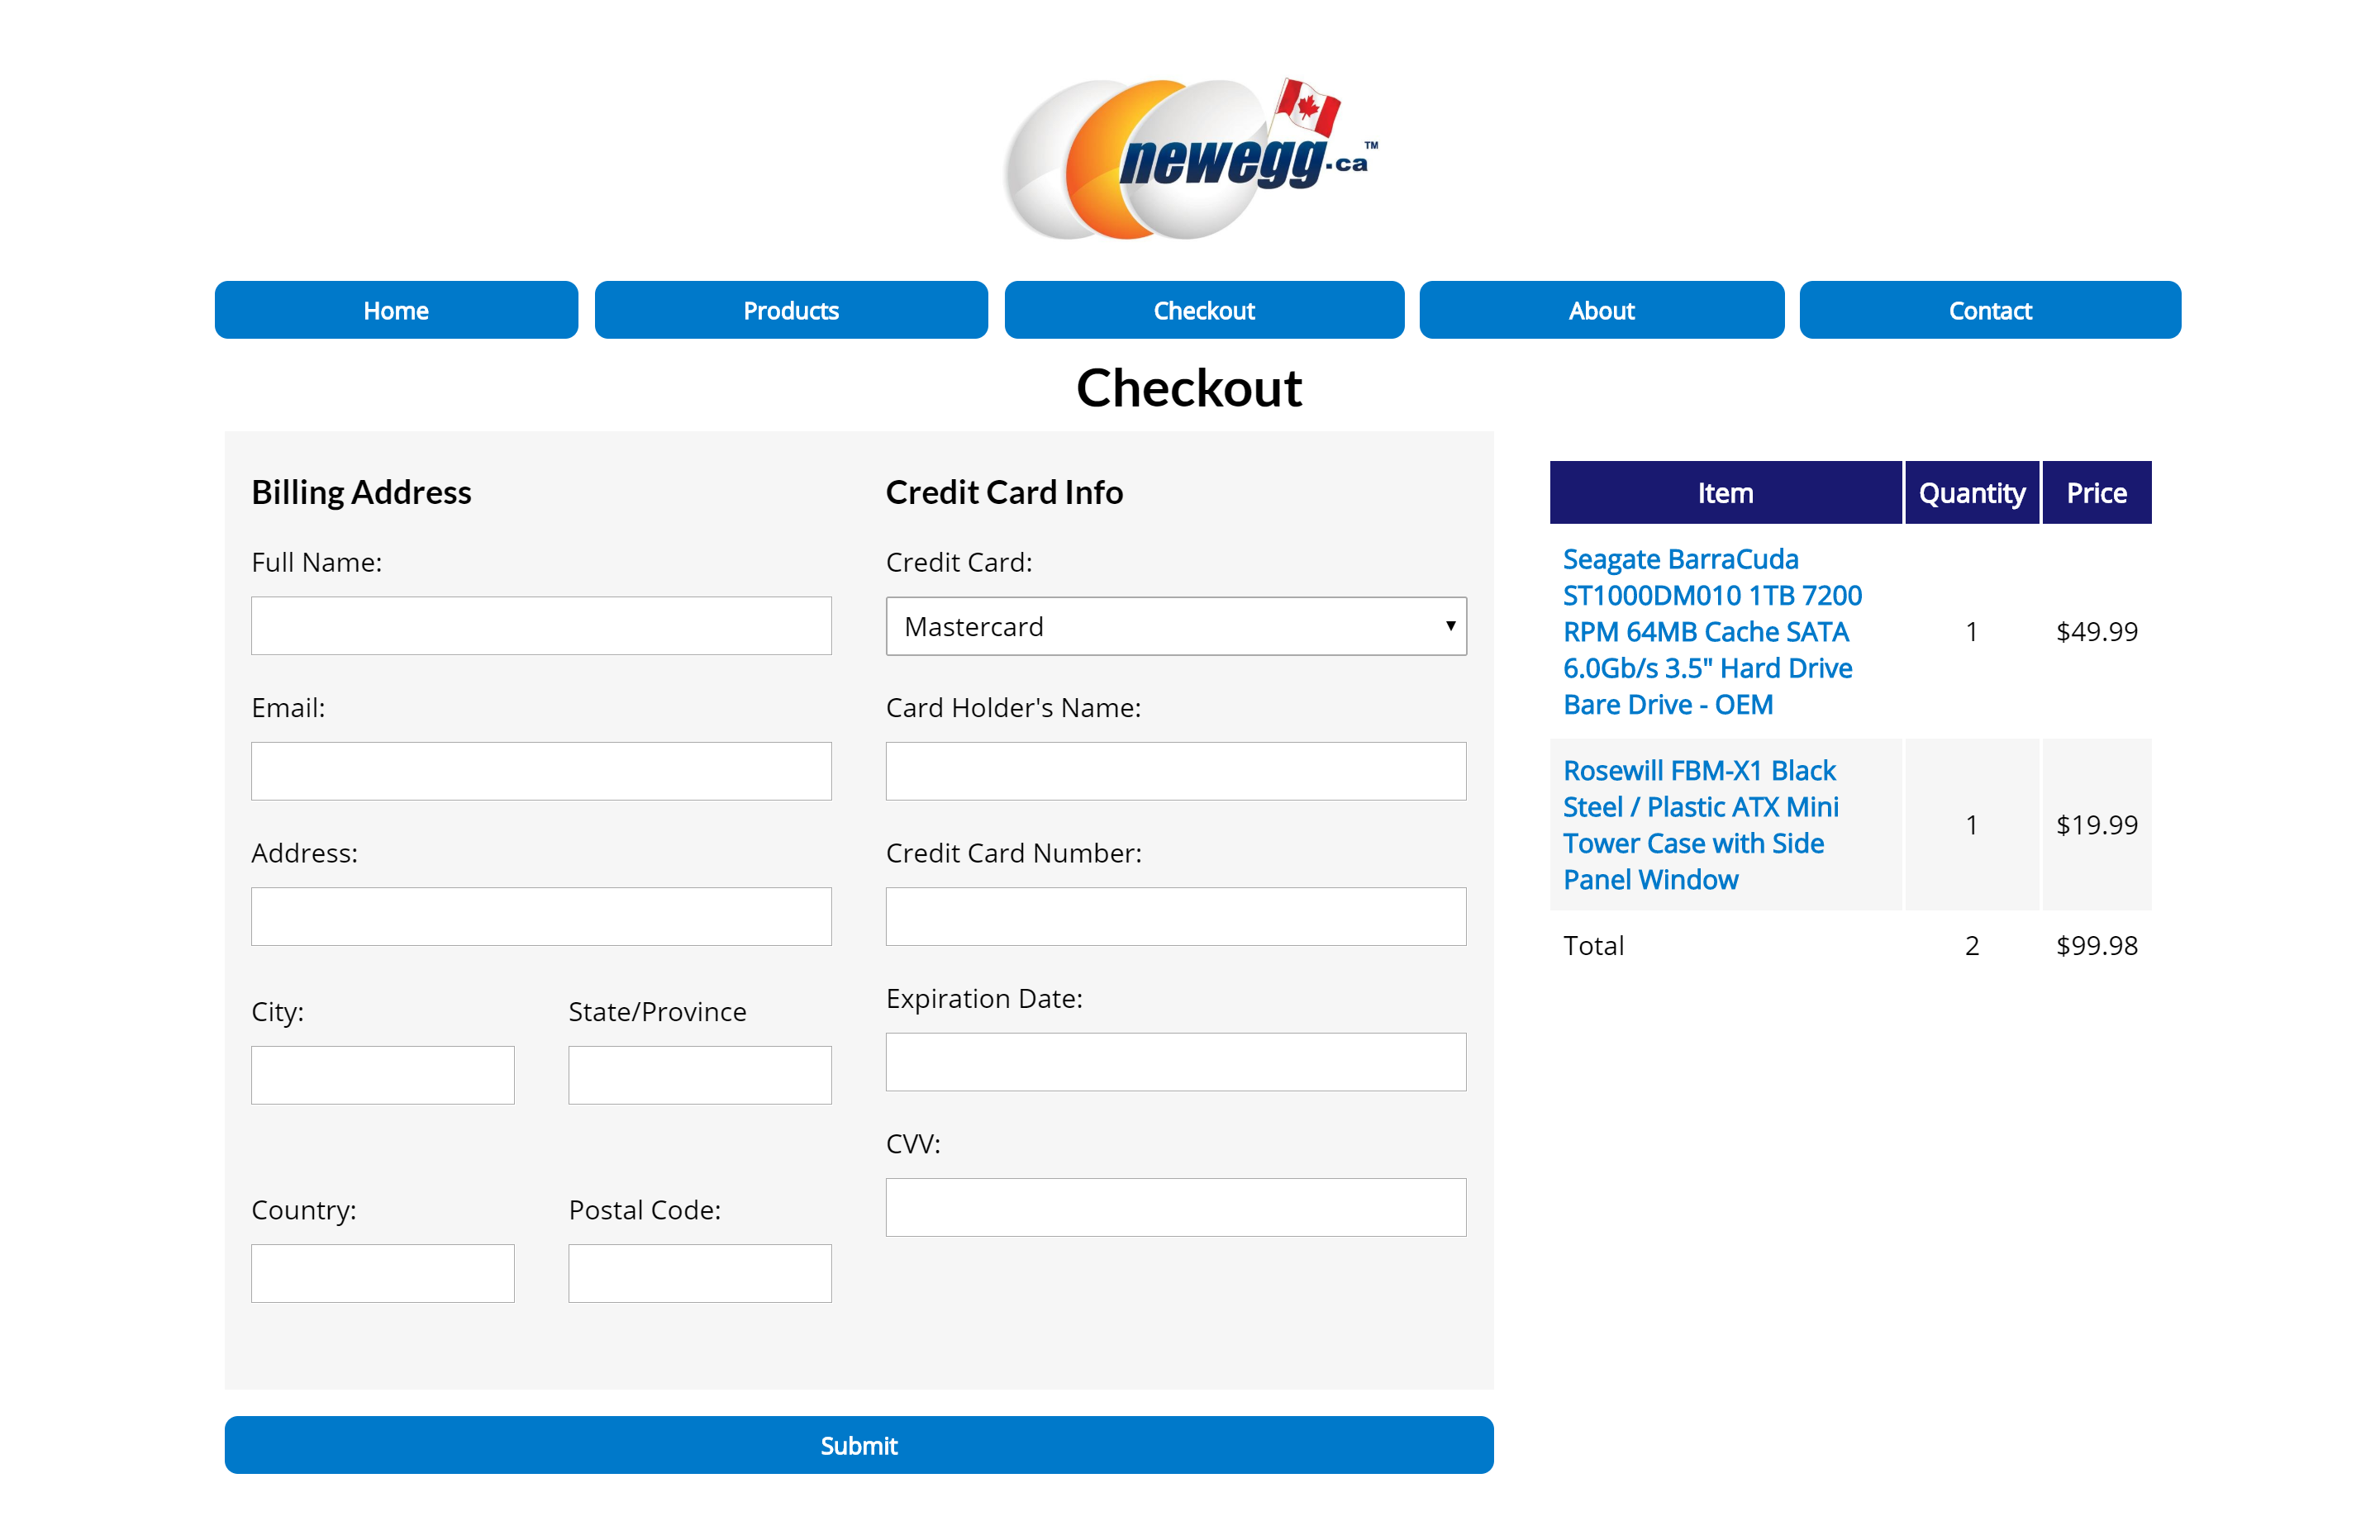 newegg.ca™
Home Products Checkout About Contact
Checkout
Billing Address
Full Name:
Email:
Address:
City: State/Province
Country: Postal Code:
Credit Card Info
Credit Card:
Mastercard
Card Holder's Name:
Credit Card Number:
Expiration Date:
CVV:
Submit
Item Quantity Price
Seagate BarraCuda
ST1000DM010 1TB 7200
RPM 64MB Cache SATA 1 $49.99
6.0Gb/s 3.5" Hard Drive
Bare Drive - OEM
Rosewill FBM-X1 Black
Steel / Plastic ATX Mini
Tower Case with Side 1 $19.99
Panel Window
Total 2 $99.98